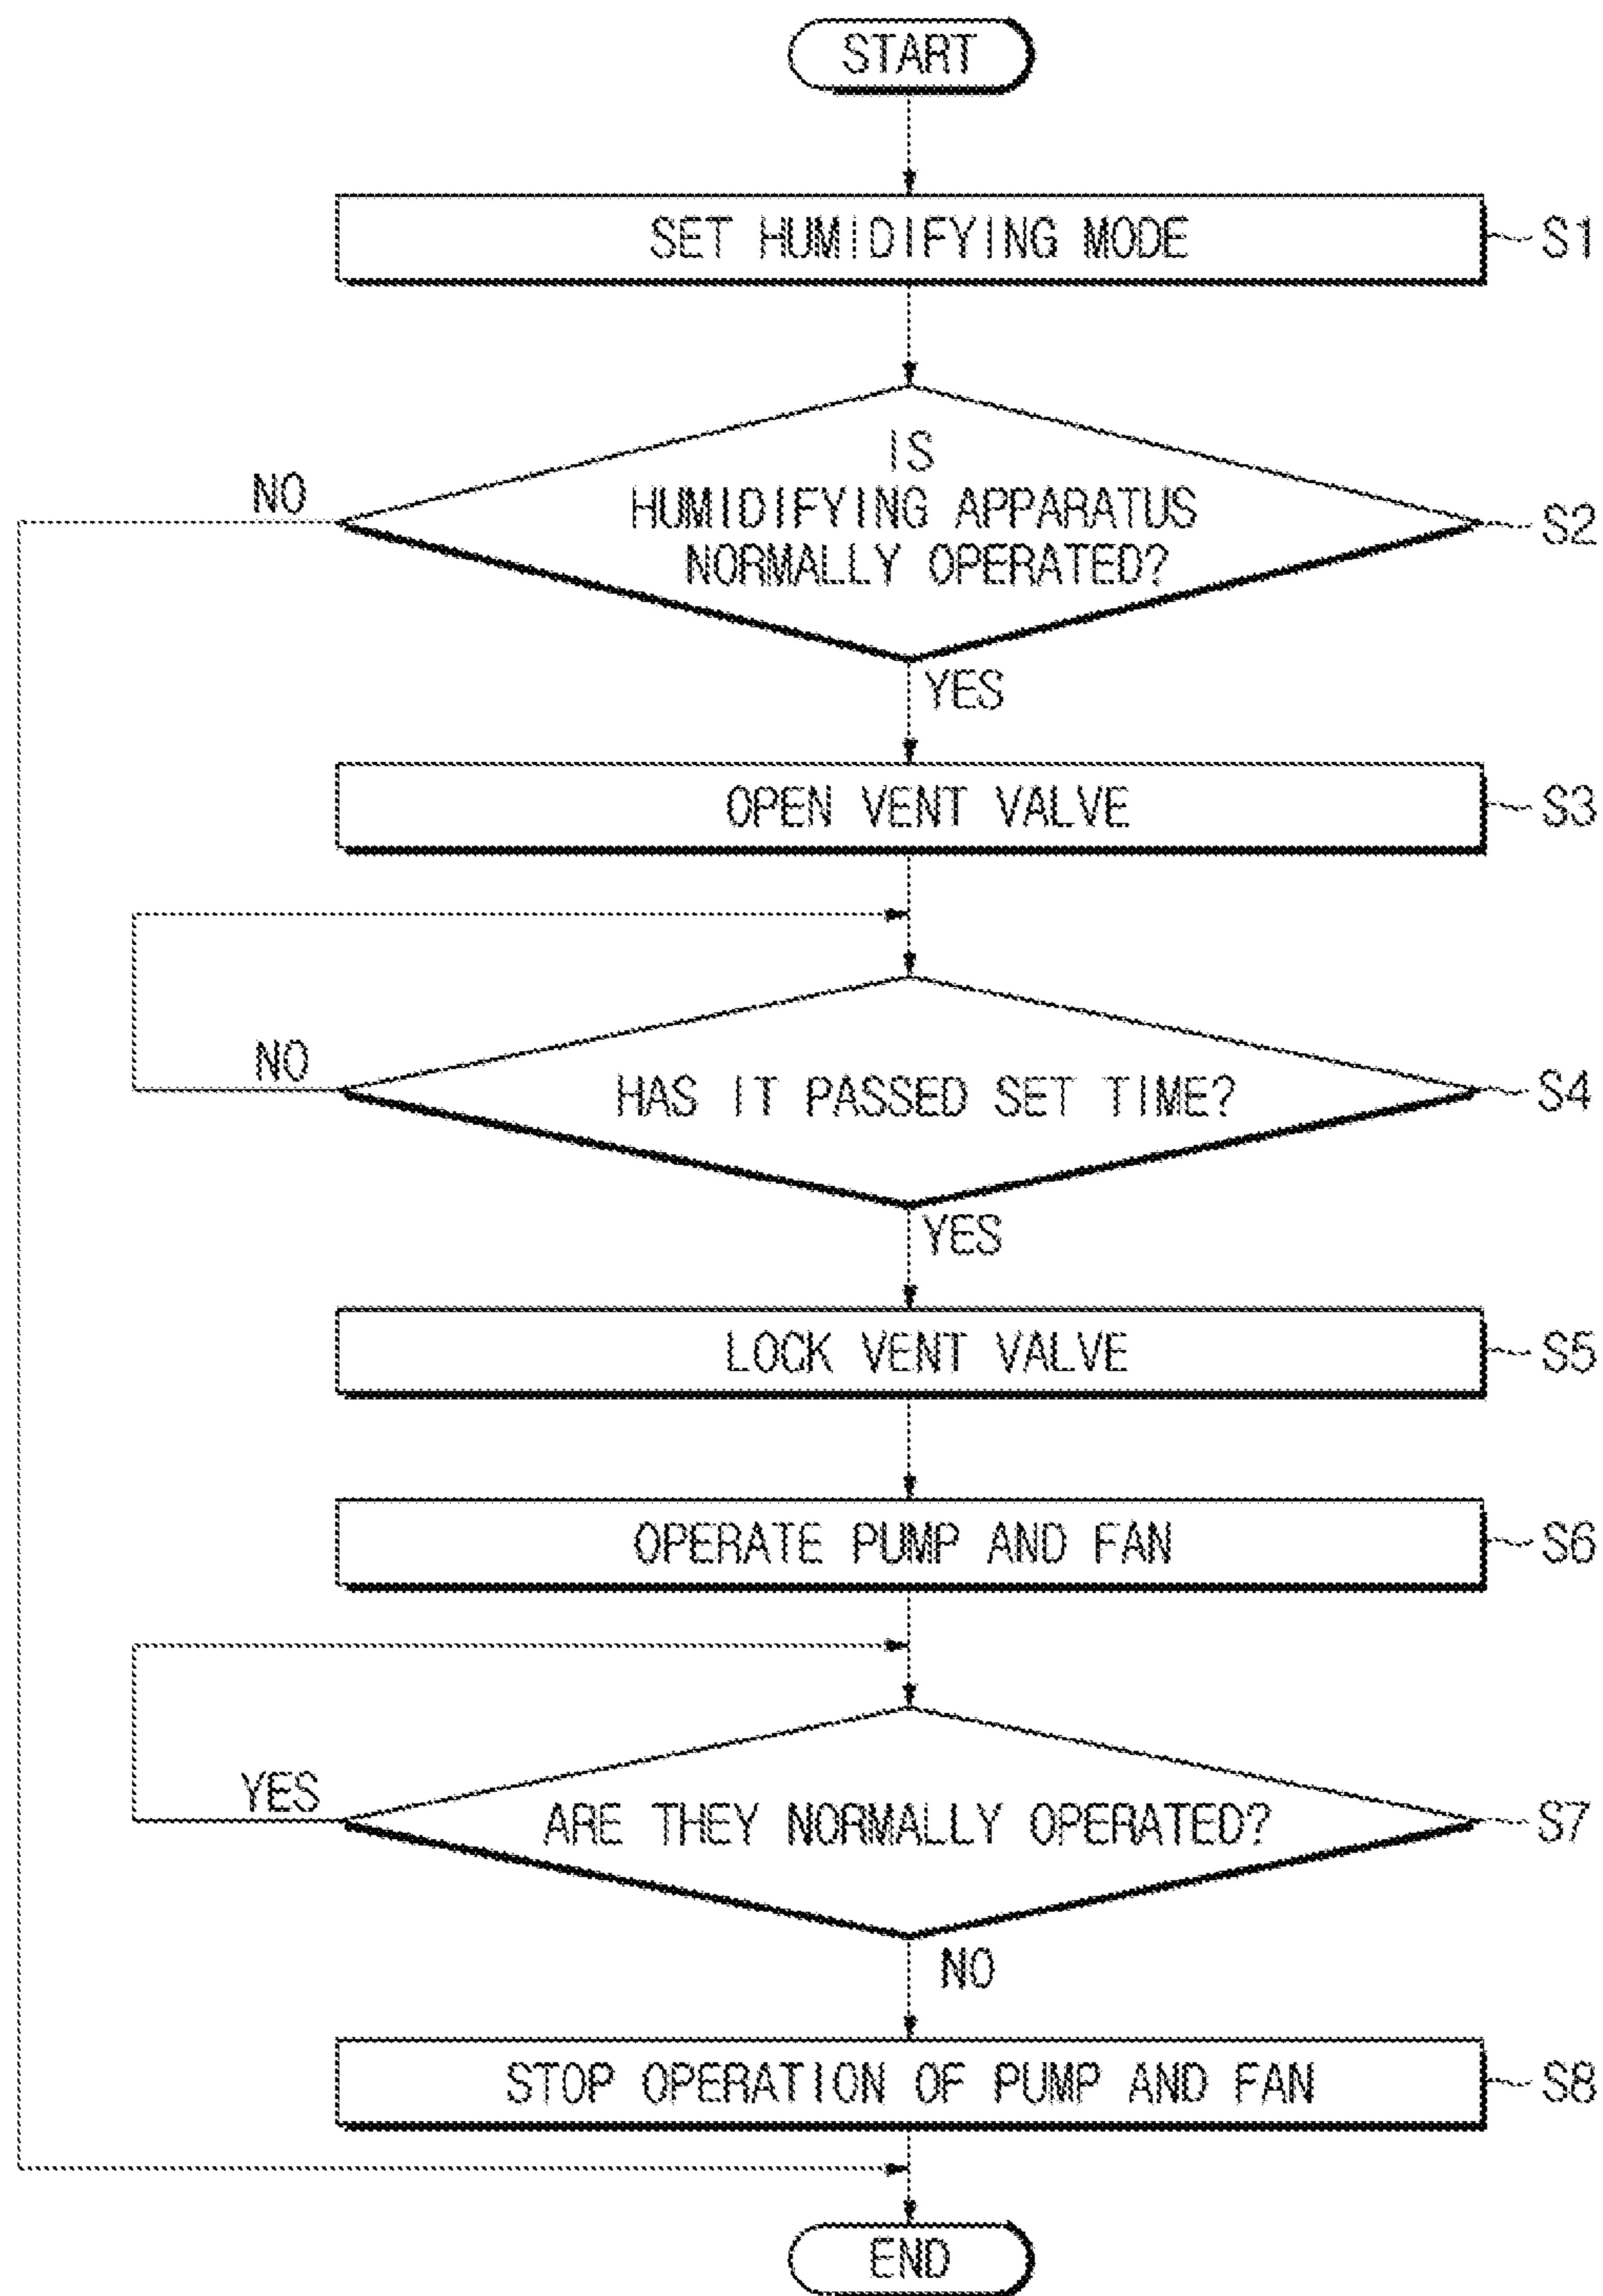 START
SET HUMIDIFYING MODE
S1
IS
HUMIDIFYING APPARATUS
NORMALLY OPERATED?
S2
NO
YES
OPEN VENT VALVE
S3
HAS IT PASSED SET TIME?
S4
NO
YES
LOCK VENT VALVE
S5
OPERATE PUMP AND FAN
S6
ARE THEY NORMALLY OPERATED?
S7
YES
NO
STOP OPERATION OF PUMP AND FAN
S8
END